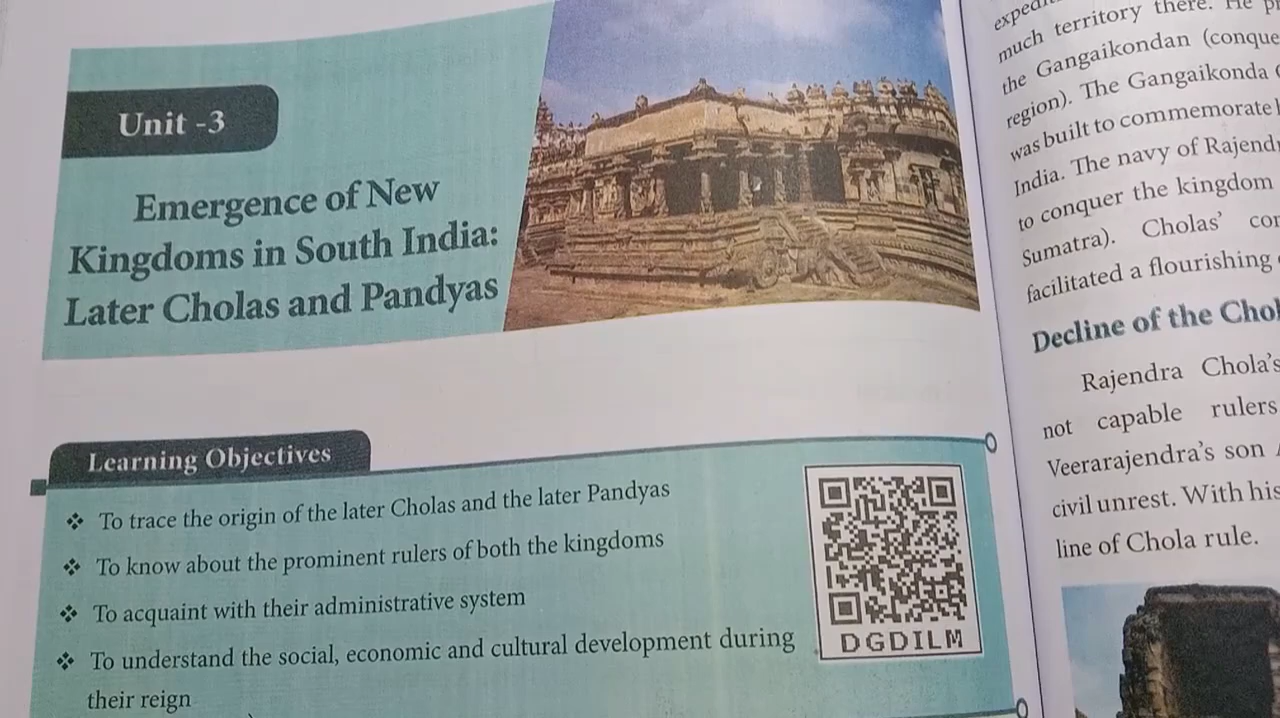 Unit -3
Emergence of New
Kingdoms in South India:
Later Cholas and Pandyas
Learning Objectives
❖ To trace the origin of the later Cholas and the later Pandyas
❖ To know about the prominent rulers of both the kingdoms
❖ To acquaint with their administrative system
❖ To understand the social, economic and cultural development during
their reign
DGDILM
much territory there. He
the Gangaikondan (conque
region). The Gangaikonda
was built to commemorate
India. The navy of Rajend
to conquer the kingdom
Sumatra). Cholas' con
facilitated a flourishing
Decline of the Chol
Rajendra Chola's
not capable rulers
Veerarajendra's son
civil unrest. With his
line of Chola rule.